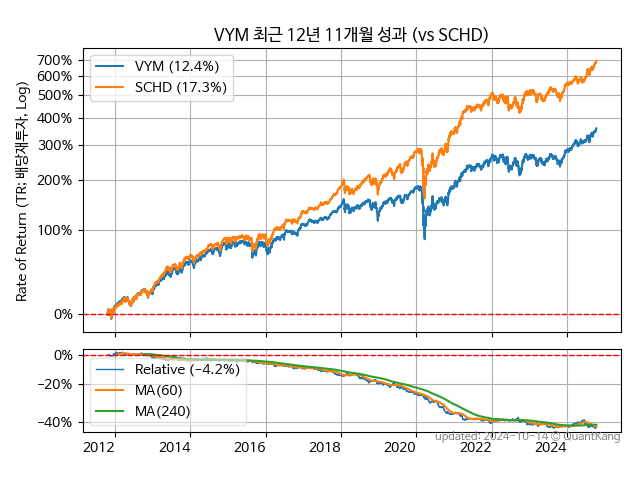 VYM 최근 12년 11개월 성과 (vs SCHD)
Rate of Return (TR; 배당재투자, Log)
700%
600%
500%
400%
300%
200%
100%
0%
VYM (12.4%)
SCHD (17.3%)
0%
−20%
−40%
Relative (−4.2%)
MA(60)
MA(240)
2012 2014 2016 2018 2020 2022 2024
updated: 2024-10-14 © QuantKang